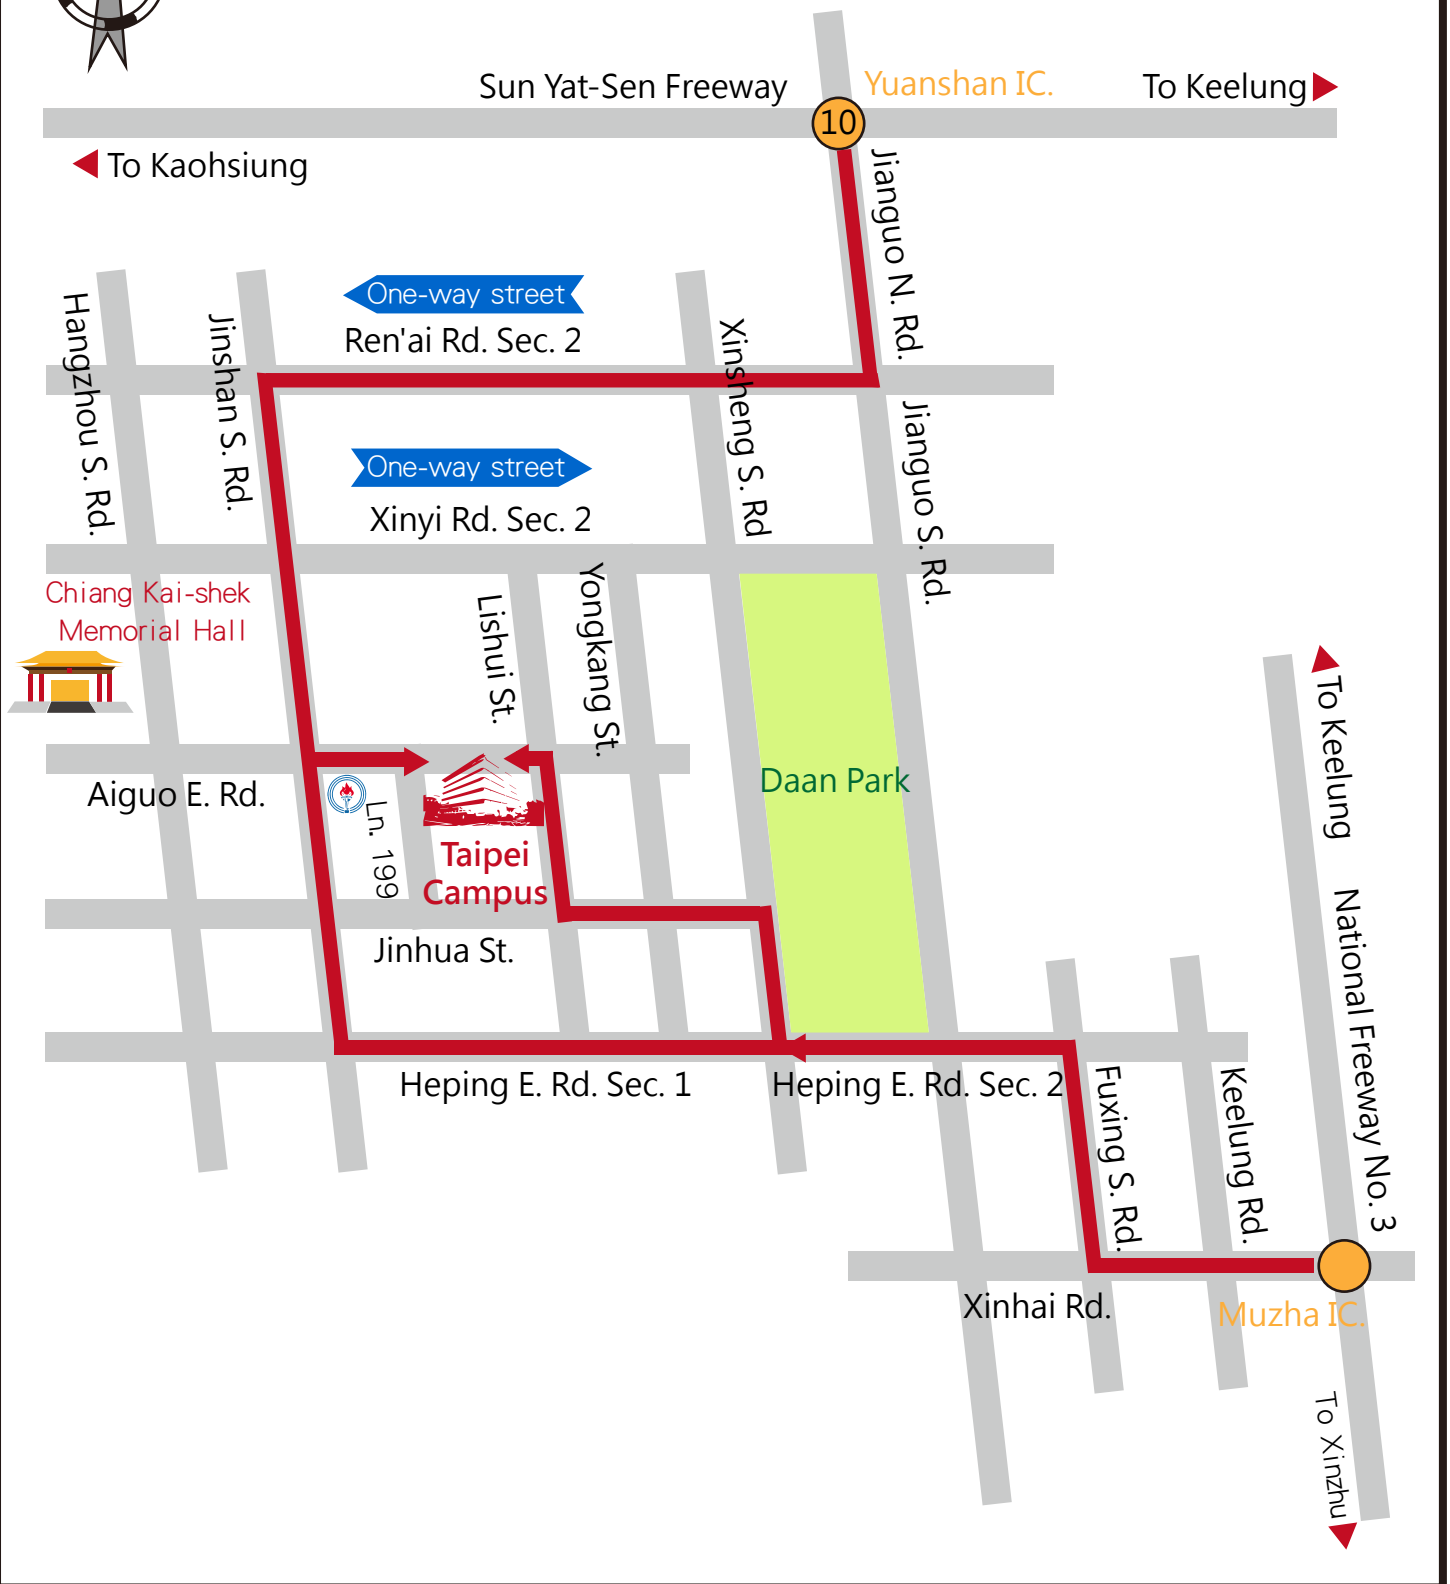 Sun Yat-Sen Freeway
Yuanshan IC.
To Keelung
10
To Kaohsiung
Jianguo N. Rd.
One-way street
Ren'ai Rd. Sec. 2
Hangzhou S. Rd.
Jinshan S. Rd.
Xinsheng S. Rd
Jianguo S. Rd.
One-way street
Xinyi Rd. Sec. 2
Chiang Kai-shek
Memorial Hall
Lishui St.
Yongkang St.
To Keelung
Daan Park
Aiguo E. Rd.
Ln. 199
Taipei
Campus
National Freeway No. 3
Jinhua St.
Heping E. Rd. Sec. 1
Heping E. Rd. Sec. 2
Fuxing S. Rd.
Keelung Rd.
Xinhai Rd.
Muzha IC.
To Xinzhu